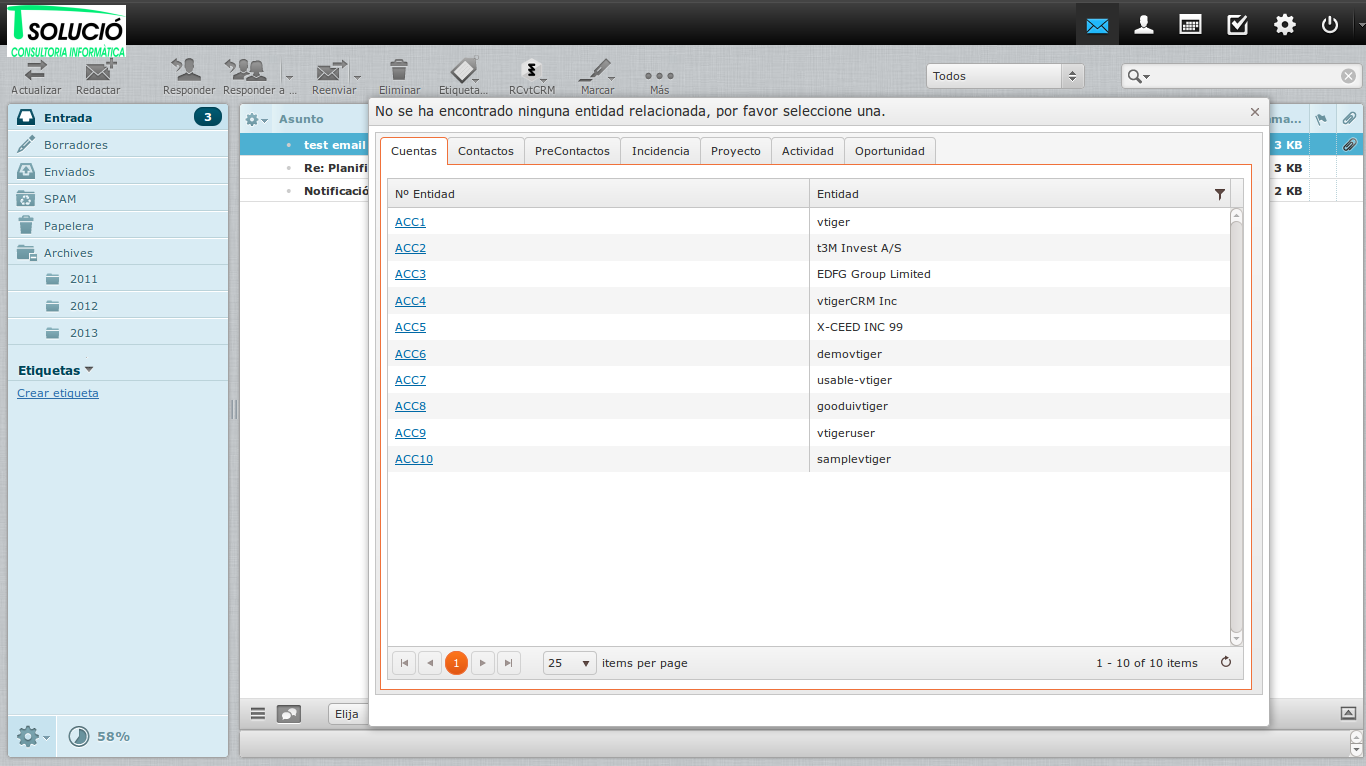 TSOLUCIÓ
CONSULTORIA INFORMÀTICA
Actualizar Redactar Responder Responder a ... Reenviar Eliminar Etiqueta... RCvtCRM Marcar Más
Todos
Entrada 3
Borradores
Enviados
SPAM
Papelera
Archives
2011
2012
2013
Etiquetas
Crear etiqueta
58%
Asunto
ma...
test email 3 KB
Re: Planifi 3 KB
Notificació 2 KB
No se ha encontrado ninguna entidad relacionada, por favor seleccione una.
Cuentas Contactos PreContactos Incidencia Proyecto Actividad Oportunidad
Nº Entidad Entidad
ACC1 vtiger
ACC2 t3M Invest A/S
ACC3 EDFG Group Limited
ACC4 vtigerCRM Inc
ACC5 X-CEED INC 99
ACC6 demovtiger
ACC7 usable-vtiger
ACC8 gooduivtiger
ACC9 vtigeruser
ACC10 samplevtiger
1 25 items per page 1 - 10 of 10 items
Elija